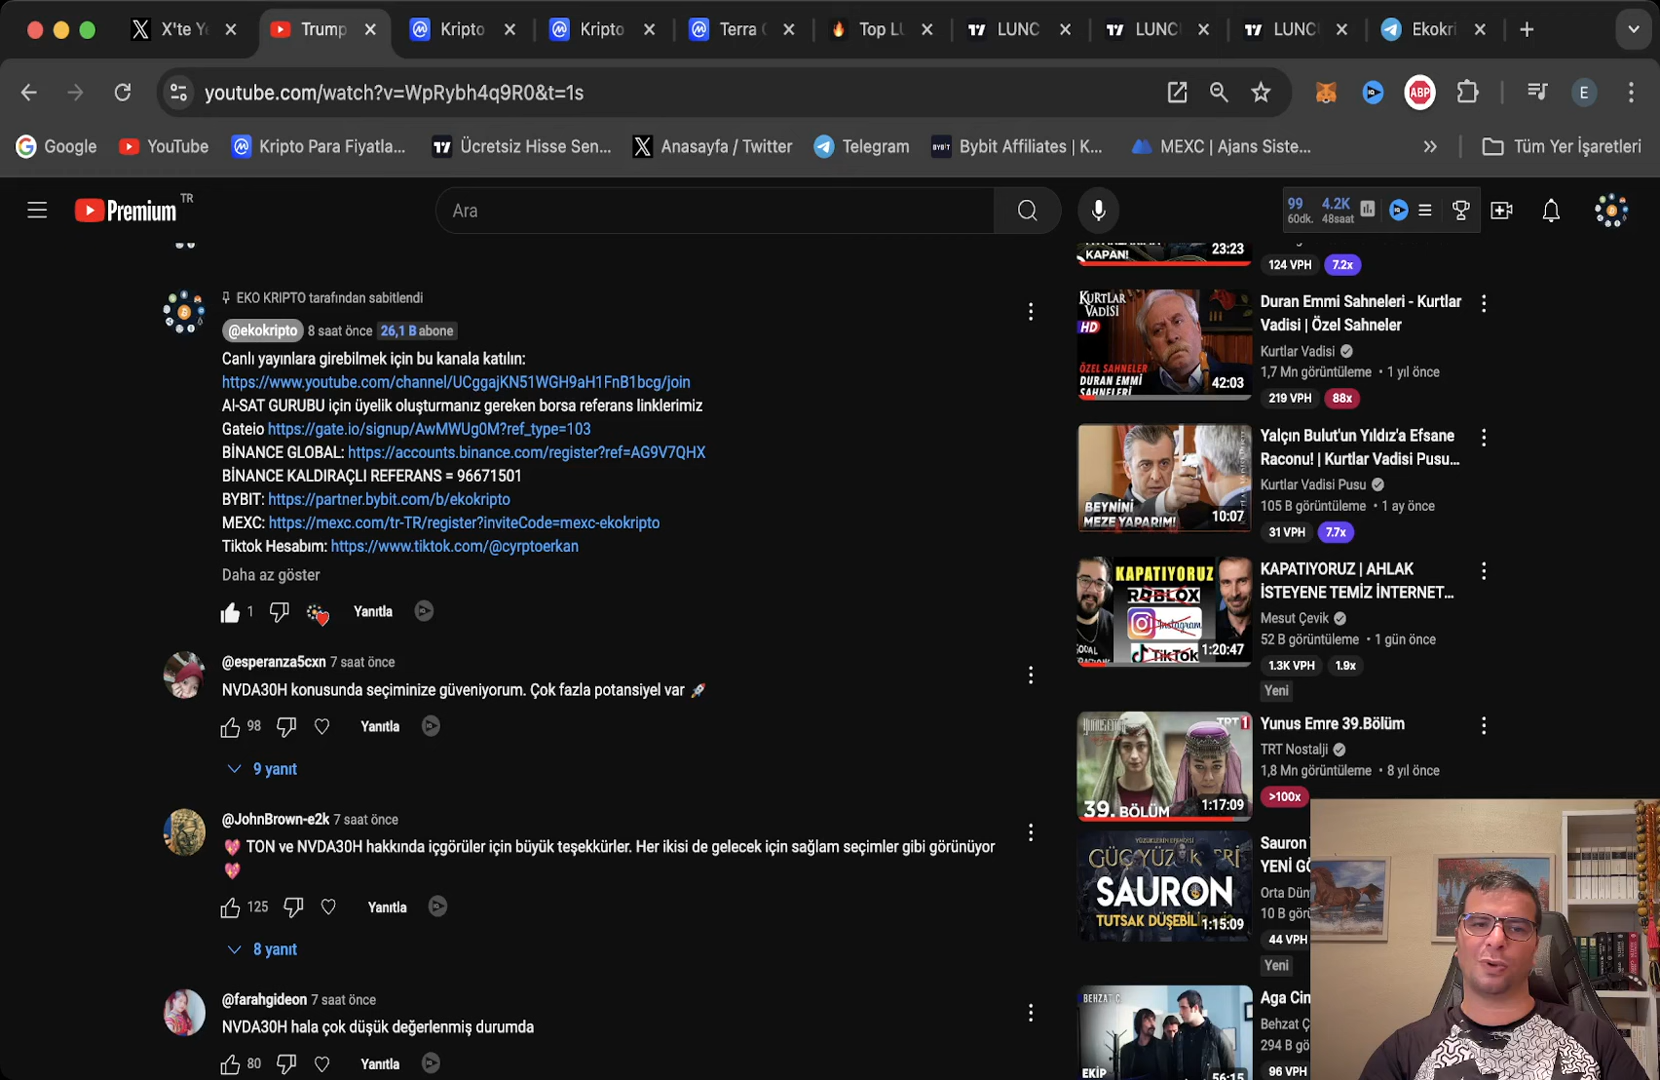 X'te Ye
Trump
Kripto
Kripto
Terra
Top LU
LUNC
LUNC
LUNC
Ekokri
youtube.com/watch?v=WpRybh4q9R0&t=1s
ABP
E
Google
YouTube
Kripto Para Fiyatla...
Ücretsiz Hisse Sen...
Anasayfa / Twitter
Telegram
BYBIT
Bybit Affiliates | K...
MEXC | Ajans Siste...
Tüm Yer İşaretleri
Premium TR
Ara
99 4.2K
60dk. 48saat
EKO KRIPTO tarafından sabitlendi
@ekokripto 8 saat önce 26,1 B abone
Canlı yayınlara girebilmek için bu kanala katılın:
https://www.youtube.com/channel/UCggajKN51WGH9aH1FnB1bcg/join
Al-SAT GURUBU için üyelik oluşturmanız gereken borsa referans linklerimiz
Gateio https://gate.io/signup/AwMWUg0M?ref_type=103
BİNANCE GLOBAL: https://accounts.binance.com/register?ref=AG9V7QHX
BİNANCE KALDIRAÇLI REFERANS = 96671501
BYBIT: https://partner.bybit.com/b/ekokripto
MEXC: https://mexc.com/tr-TR/register?inviteCode=mexc-ekokripto
Tiktok Hesabım: https://www.tiktok.com/@cyrptoerkan
Daha az göster
1 Yanıtla
@esperanza5cxn 7 saat önce
NVDA30H konusunda seçiminize güveniyorum. Çok fazla potansiyel var 🚀
98 Yanıtla
9 yanıt
@JohnBrown-e2k 7 saat önce
💖 TON ve NVDA30H hakkında içgörüler için büyük teşekkürler. Her ikisi de gelecek için sağlam seçimler gibi görünüyor
💖
125 Yanıtla
8 yanıt
@farahgideon 7 saat önce
NVDA30H hala çok düşük değerlenmiş durumda
80 Yanıtla
KAPAN!
23:23
124 VPH 7.2x
KURTLAR
VADİSİ
HD
ÖZEL SAHNELER
DURAN EMMİ
SAHNELERİ
42:03
Duran Emmi Sahneleri - Kurtlar
Vadisi | Özel Sahneler
Kurtlar Vadisi
1,7 Mn görüntüleme • 1 yıl önce
219 VPH 88x
BEYNİNİ
MEZE YAPARIM!
10:07
Yalçın Bulut'un Yıldız'a Efsane
Raconu! | Kurtlar Vadisi Pusu...
Kurtlar Vadisi Pusu
105 B görüntüleme • 1 ay önce
31 VPH 7.7x
KAPATIYORUZ
ROBLOX
Instagram
TikTok
1:20:47
KAPATIYORUZ | AHLAK
İSTEYENE TEMİZ İNTERNET...
Mesut Çevik
52 B görüntüleme • 1 gün önce
1.3K VPH 1.9x
Yeni
TRT 1
39. BÖLÜM
1:17:09
Yunus Emre 39.Bölüm
TRT Nostalji
1,8 Mn görüntüleme • 8 yıl önce
>100x
SAURON
TUTSAK DÜŞEBİLİR
1:15:09
Sauron
YENİ GÜ
Orta Dün
10 B görü
44 VPH
Yeni
BEHZAT Ç
EKİP
56:15
Aga Cin
Behzat Ç
294 B gö
96 VPH